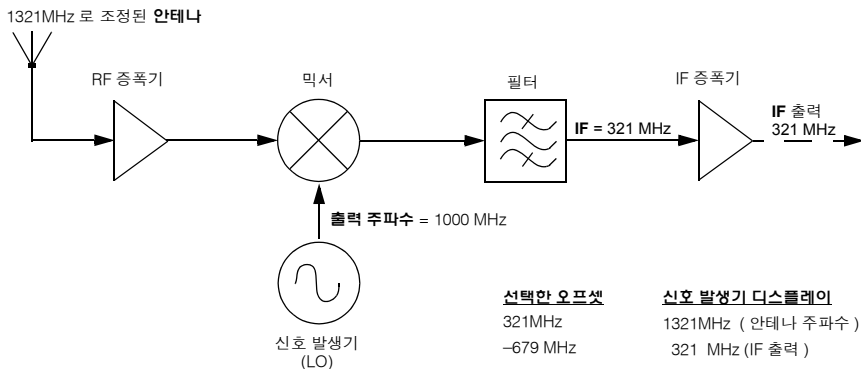 1321MHz 로 조정된 안테나
RF 증폭기
믹서
필터
IF 증폭기
IF = 321 MHz
IF 출력
321 MHz
출력 주파수 = 1000 MHz
신호 발생기
(LO)
선택한 오프셋 신호 발생기 디스플레이
321MHz 1321MHz ( 안테나 주파수 )
–679 MHz 321 MHz (IF 출력 )